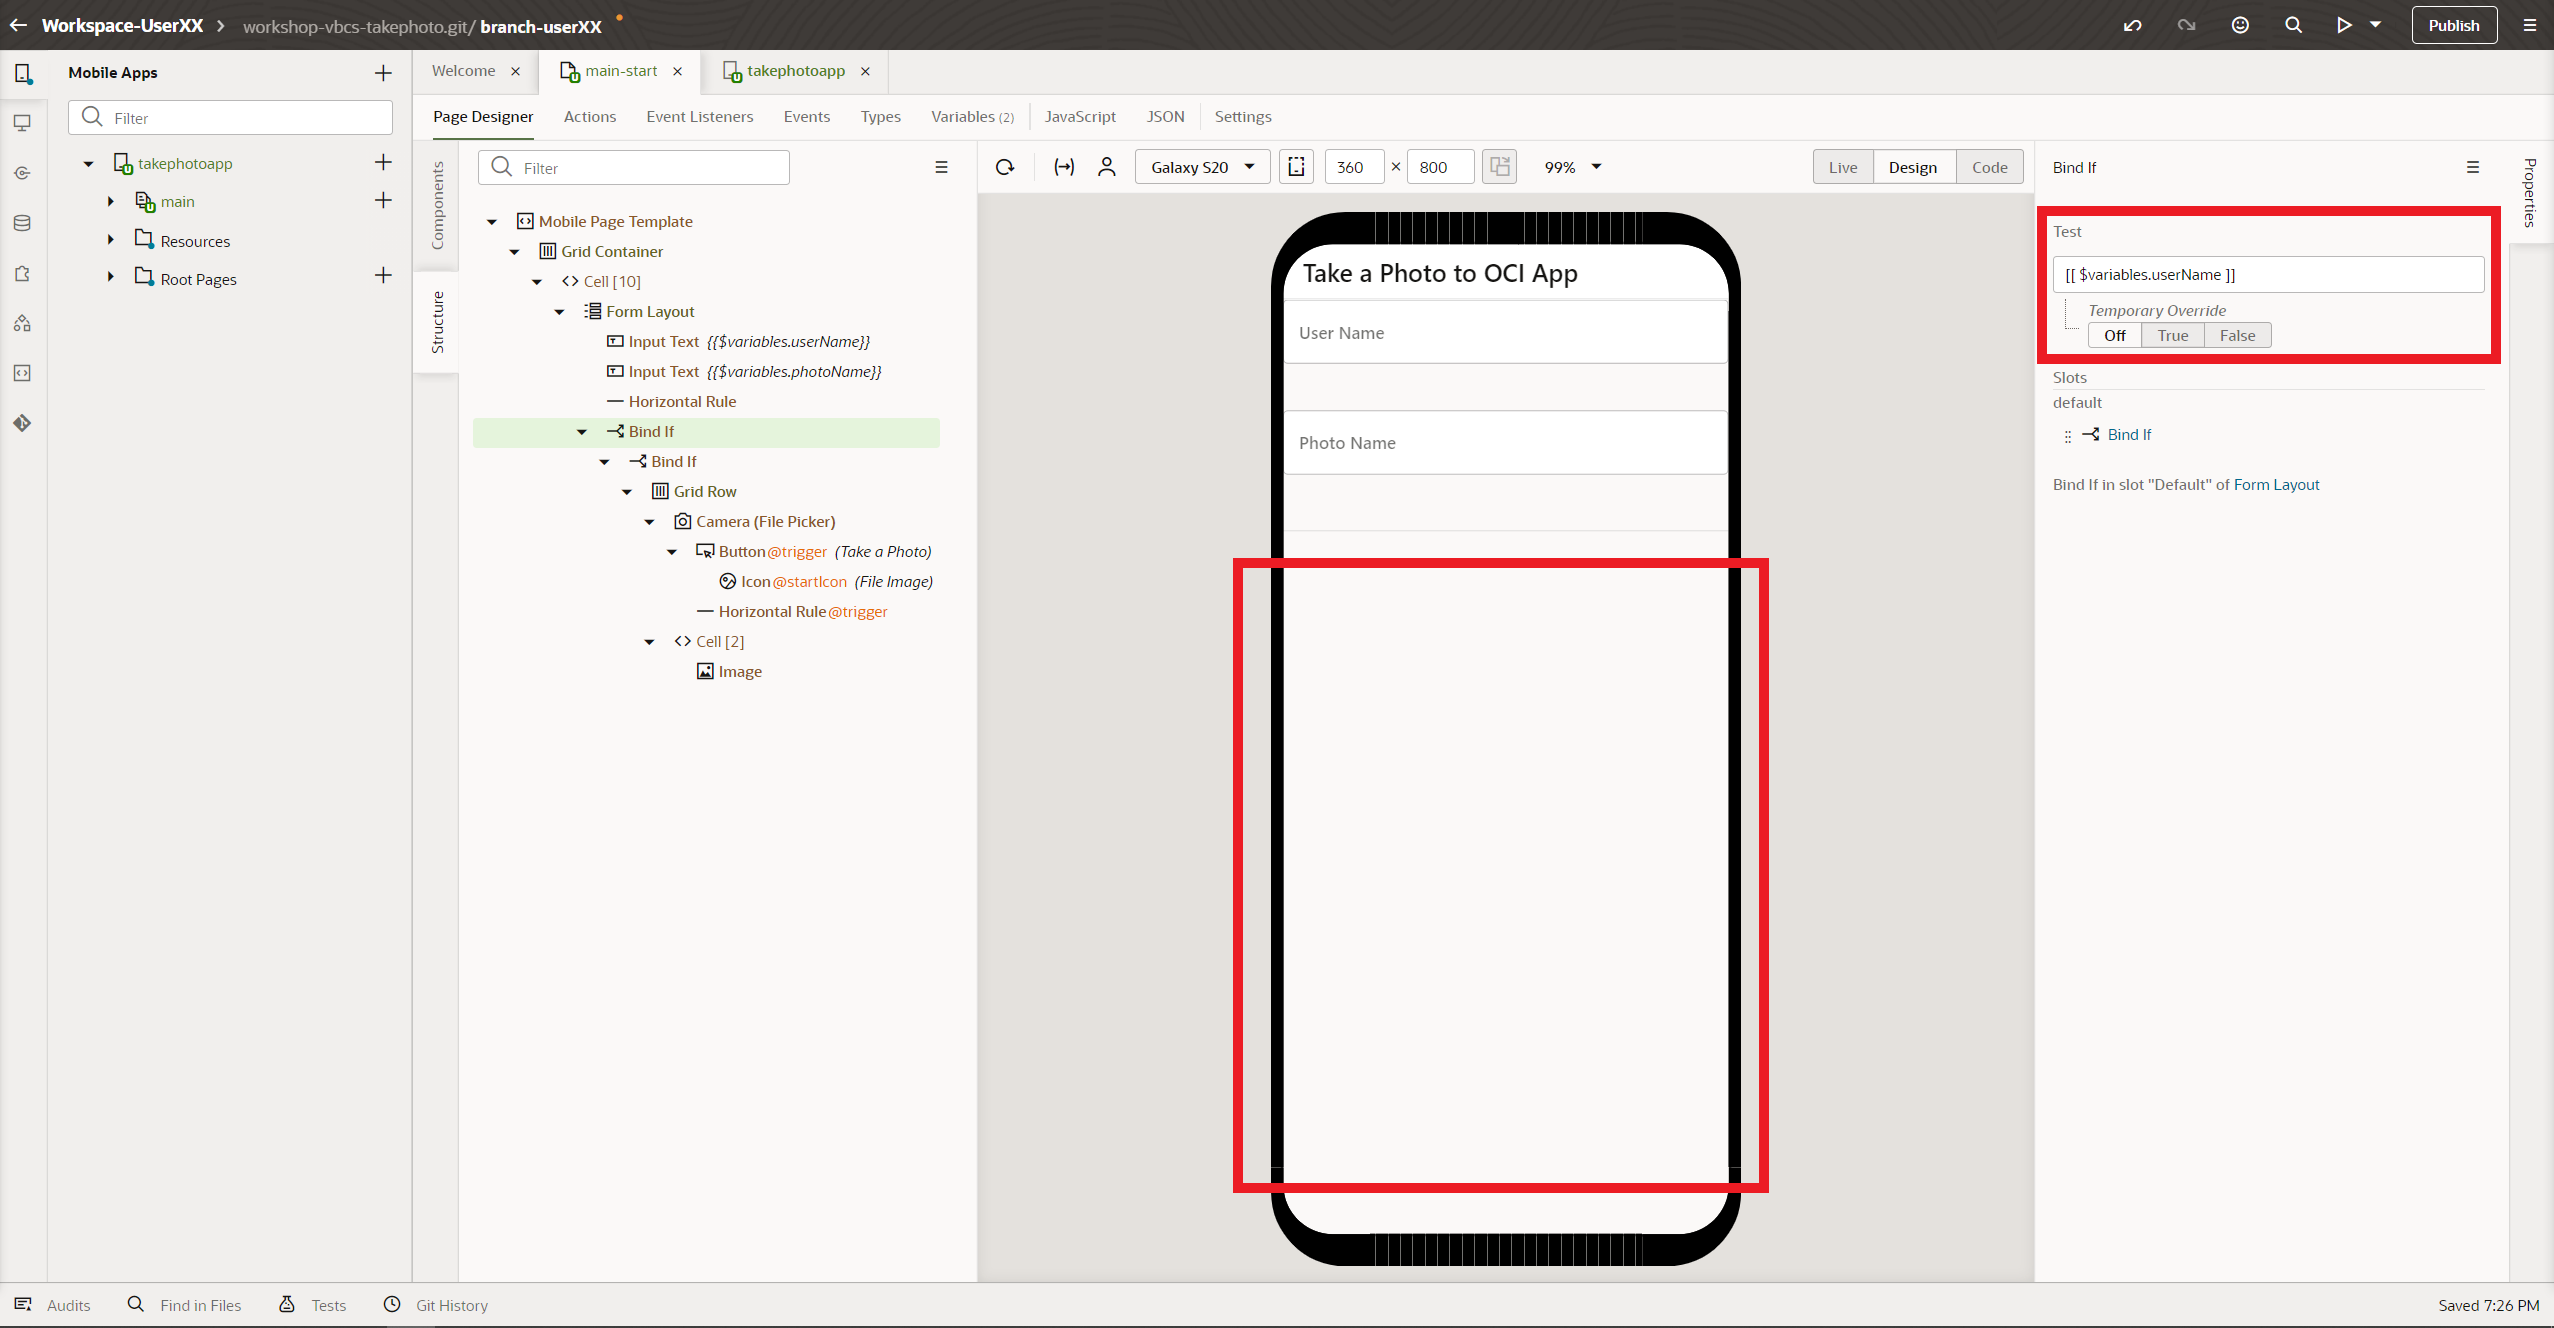 Workspace-UserXX workshop-vbcs-takephoto.git/ branch-userXX Publish
Mobile Apps
Filter
takephotoapp
main
Resources
Root Pages
Welcome main-start takephotoapp
Page Designer Actions Event Listeners Events Types Variables (2) JavaScript JSON Settings
Components
Structure
Filter
Mobile Page Template
Grid Container
Cell [10]
Form Layout
Input Text {{$variables.userName}}
Input Text {{$variables.photoName}}
Horizontal Rule
Bind If
Bind If
Grid Row
Camera (File Picker)
Button@trigger (Take a Photo)
Icon@startIcon (File Image)
Horizontal Rule@trigger
Cell [2]
Image
Galaxy S20 360 × 800 99% Live Design Code
Take a Photo to OCI App
User Name
Photo Name
Bind If
Properties
Test
[[ $variables.userName ]]
Temporary Override
Off True False
Slots
default
Bind If
Bind If in slot "Default" of Form Layout
Audits Find in Files Tests Git History Saved 7:26 PM